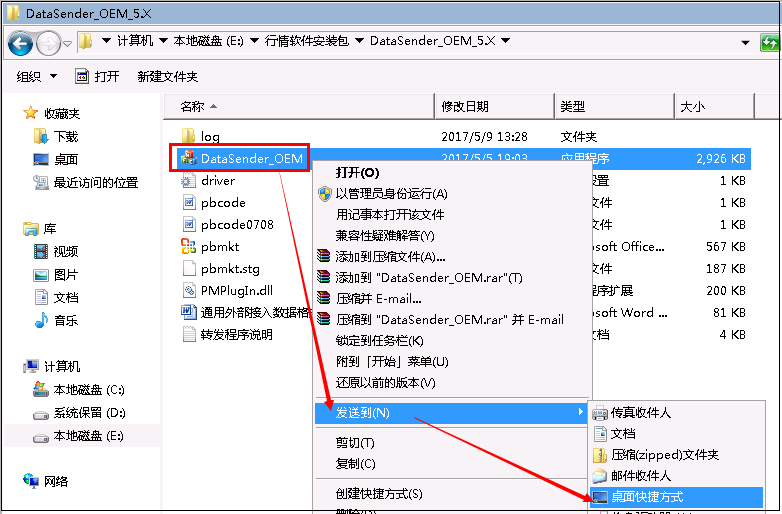 DataSender_OEM_5.X
计算机 本地磁盘 (E:) 行情软件安装包 DataSender_OEM_5.X
组织 打开 新建文件夹
名称 修改日期 类型 大小
收藏夹
下载
桌面
最近访问的位置
库
视频
图片
文档
音乐
计算机
本地磁盘 (C:)
系统保留 (D:)
本地磁盘 (E:)
网络
log 2017/5/9 13:28 文件夹
DataSender_OEM 2017/5/5 19:03 应用程序 2,926 KB
driver 设置 1 KB
pbcode 文件 1 KB
pbcode0708 文件 1 KB
pbmkt osoft Office... 567 KB
pbmkt.stg 文件 187 KB
PMPlugIn.dll 程序扩展 200 KB
通用外部接入数据格 osoft Word ... 81 KB
转发程序说明 文档 4 KB
打开(O)
以管理员身份运行(A)
用记事本打开该文件
兼容性疑难解答(Y)
添加到压缩文件(A)...
添加到 "DataSender_OEM.rar"(T)
压缩并 E-mail...
压缩到 "DataSender_OEM.rar" 并 E-mail
锁定到任务栏(K)
附到「开始」菜单(U)
还原以前的版本(V)
发送到(N)
剪切(T)
复制(C)
创建快捷方式(S)
删除(D)
传真收件人
文档
压缩(zipped)文件夹
邮件收件人
桌面快捷方式